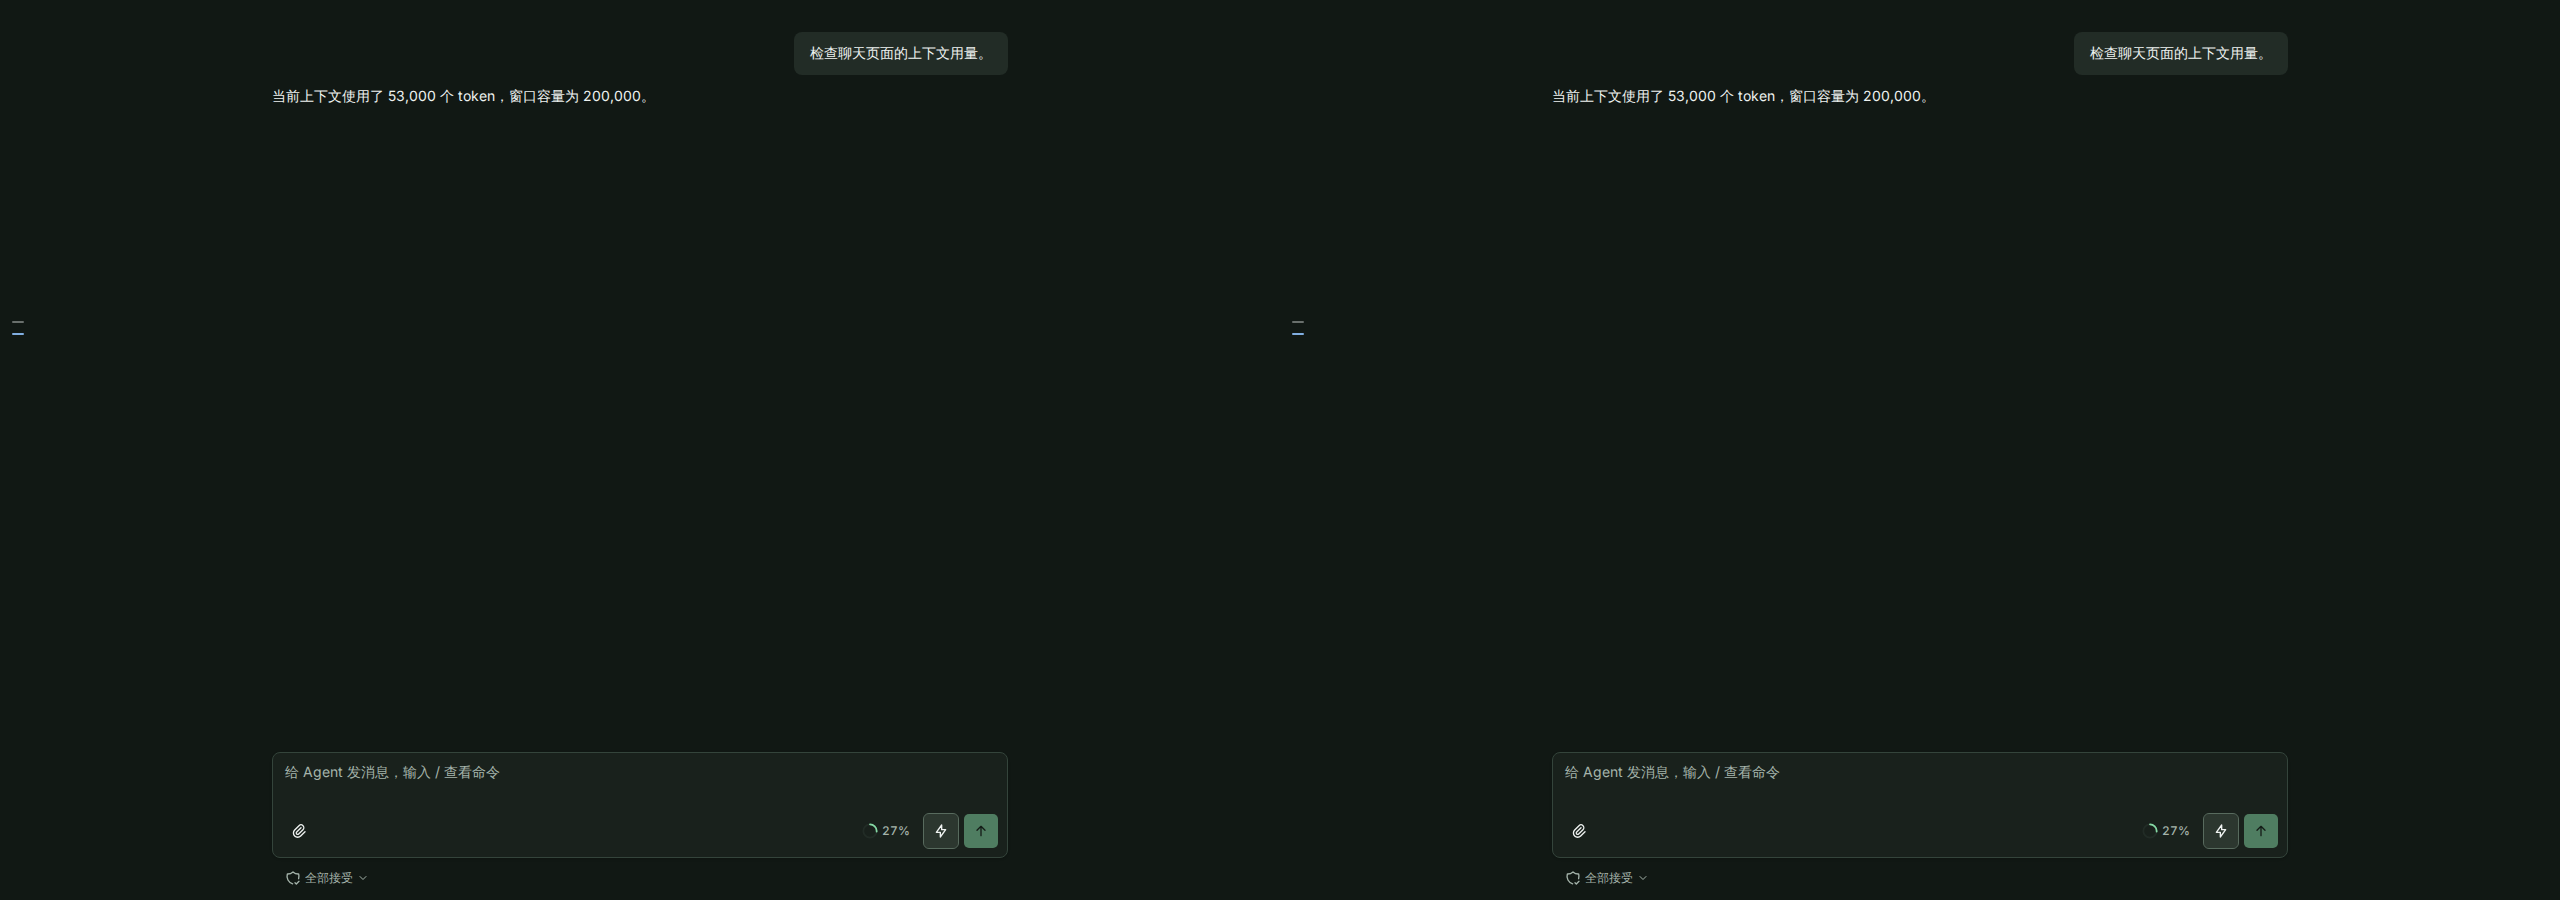 检查聊天页面的上下文用量。
当前上下文使用了 53,000 个 token，窗口容量为 200,000。
给 Agent 发消息，输入 / 查看命令
27%
全部接受
检查聊天页面的上下文用量。
当前上下文使用了 53,000 个 token，窗口容量为 200,000。
给 Agent 发消息，输入 / 查看命令
27%
全部接受